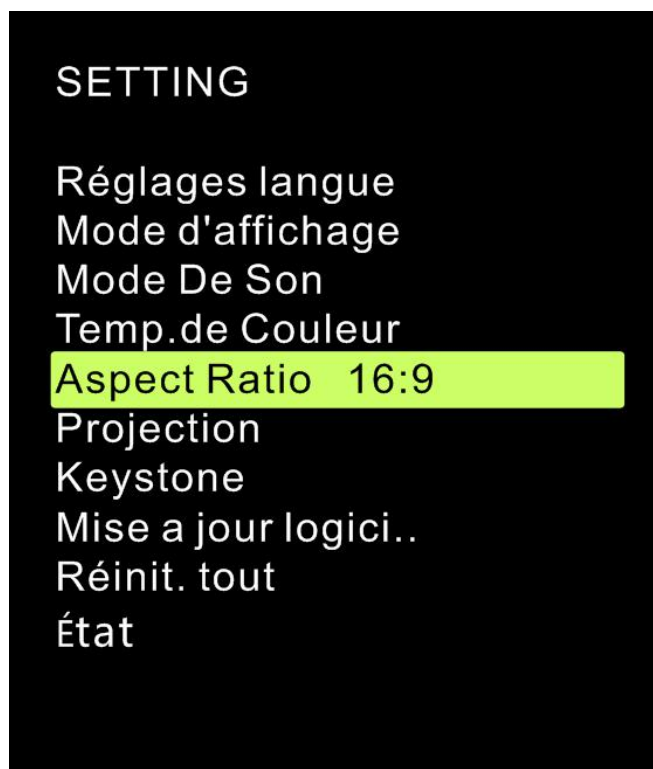 SETTING
Réglages langue
Mode d'affichage
Mode De Son
Temp.de Couleur
Aspect Ratio 16:9
Projection
Keystone
Mise a jour logici..
Réinit. tout
État